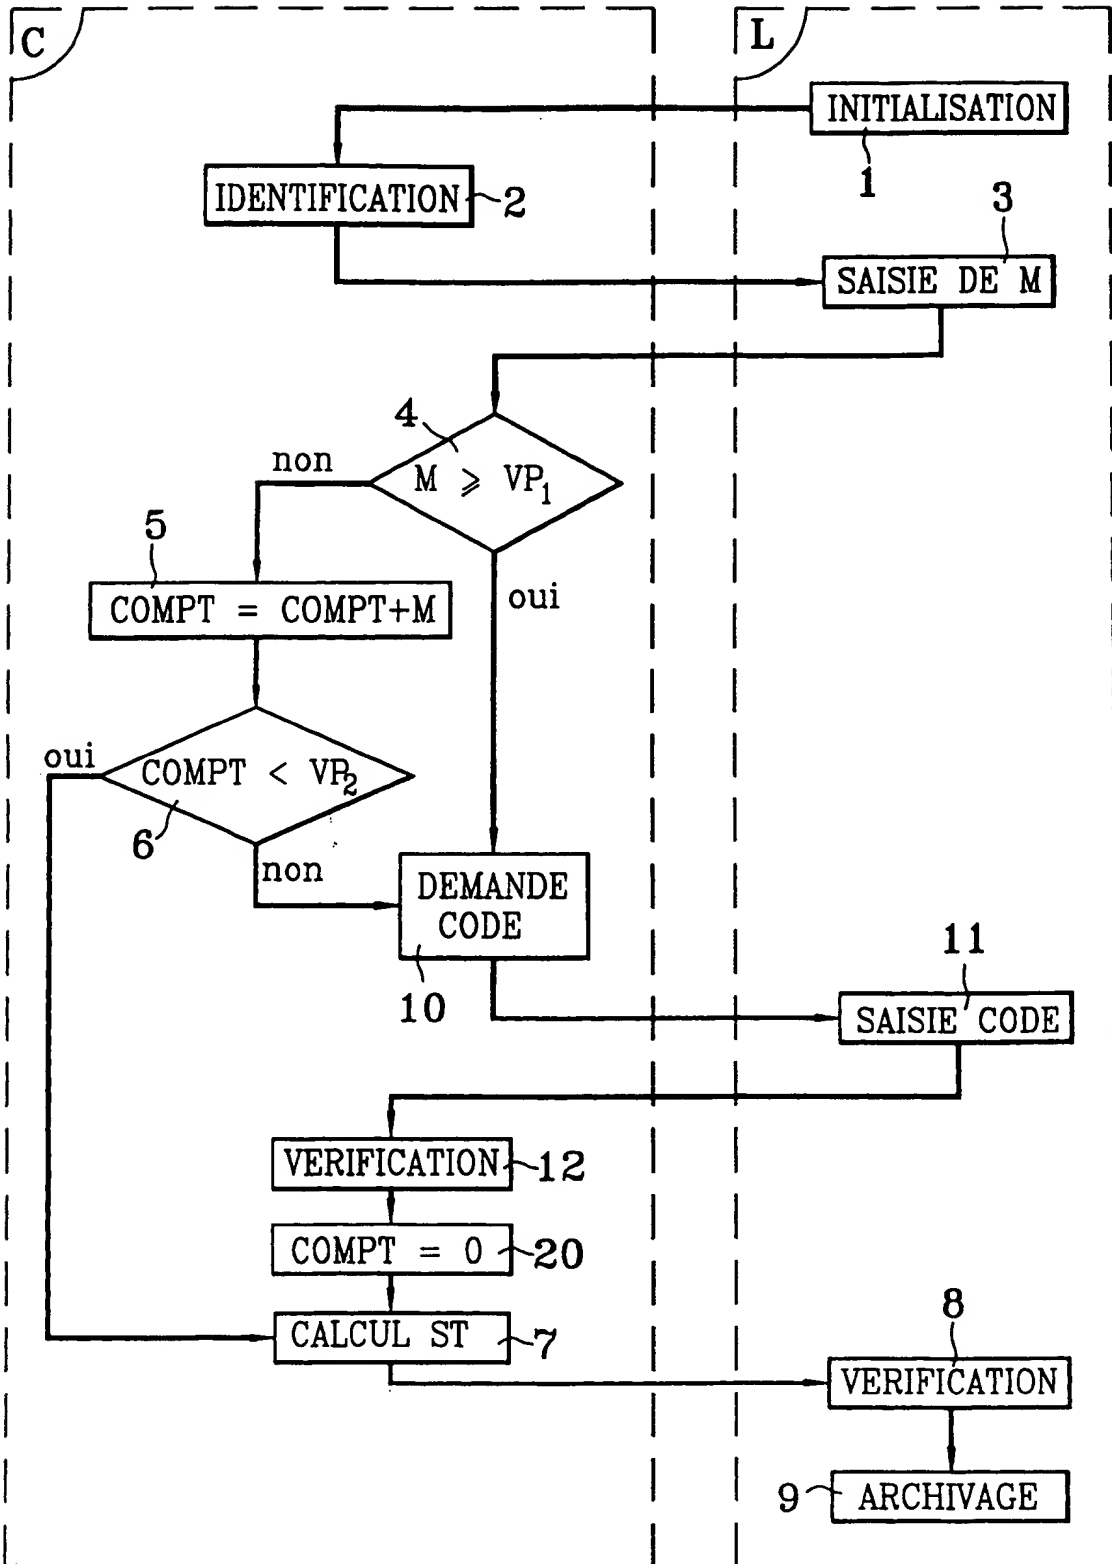 C
L
INITIALISATION
1
IDENTIFICATION
2
3
SAISIE DE M
4
non
M ⩾ VP₁
5
oui
COMPT = COMPT+M
oui
COMPT < VP₂
6
non
DEMANDE
CODE
10
11
SAISIE CODE
VERIFICATION
12
COMPT = 0
20
CALCUL ST
7
8
VERIFICATION
9
ARCHIVAGE